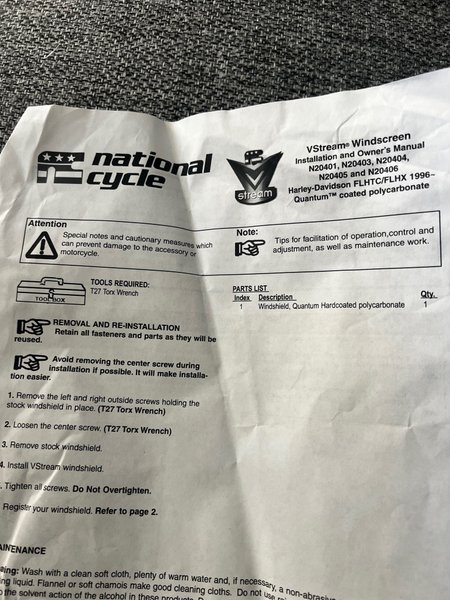 national
cycle
V
stream®
VStream® Windscreen
Installation and Owner's Manual
N20401, N20403, N20404,
N20405 and N20406
Harley-Davidson FLHTC/FLHX 1996~
Quantum™ coated polycarbonate
Attention
Special notes and cautionary measures which
can prevent damage to the accessory or
motorcycle.
Note:
Tips for facilitation of operation,control and
adjustment, as well as maintenance work.
TOOL BOX
TOOLS REQUIRED:
T27 Torx Wrench
PARTS LIST
Index Description Qty.
1 Windshield, Quantum Hardcoated polycarbonate 1
REMOVAL AND RE-INSTALLATION
Retain all fasteners and parts as they will be
reused.
Avoid removing the center screw during
installation if possible. It will make installa-
tion easier.
1. Remove the left and right outside screws holding the
stock windshield in place. (T27 Torx Wrench)
2. Loosen the center screw. (T27 Torx Wrench)
3. Remove stock windshield.
4. Install VStream windshield.
. Tighten all screws. Do Not Overtighten.
. Register your windshield. Refer to page 2.
AINTENANCE
aning: Wash with a clean soft cloth, plenty of warm water and, if necessary, a non-abrasiv
ing liquid. Flannel or soft chamois make good cleaning cloths. Do not use
o the solvent action of the alcohol in these products.